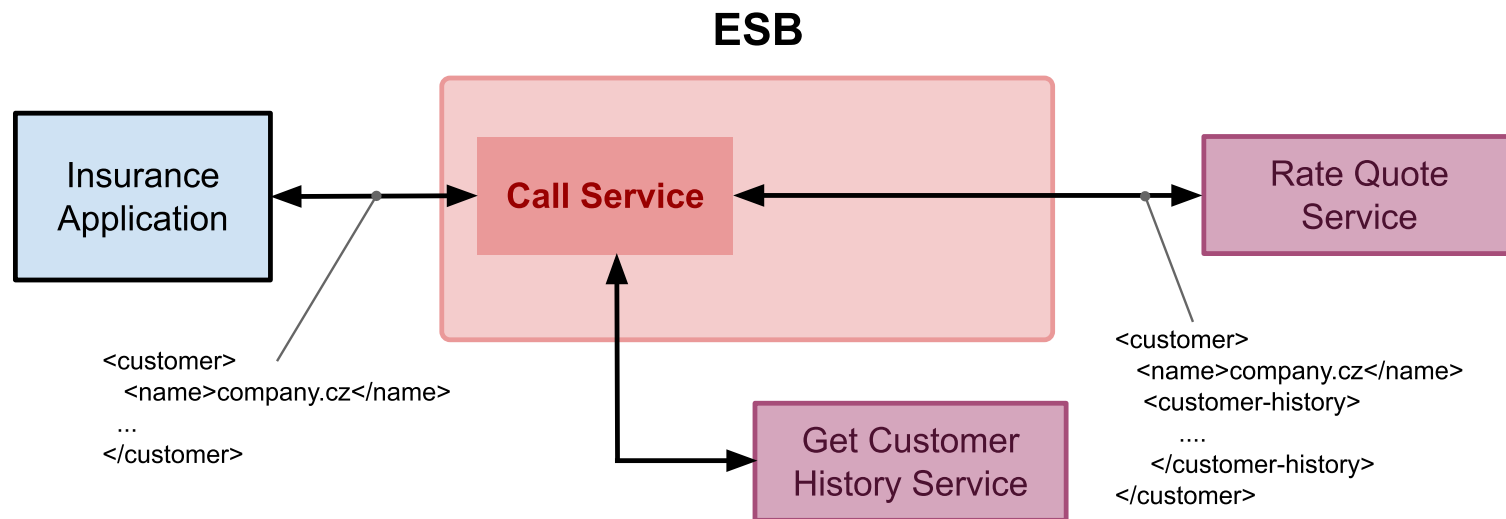 ESB
Insurance
Application
Call Service
Rate Quote
Service
<customer>
<name>company.cz</name>
...
</customer>
Get Customer
History Service
<customer>
<name>company.cz</name>
<customer-history>
....
</customer-history>
</customer>